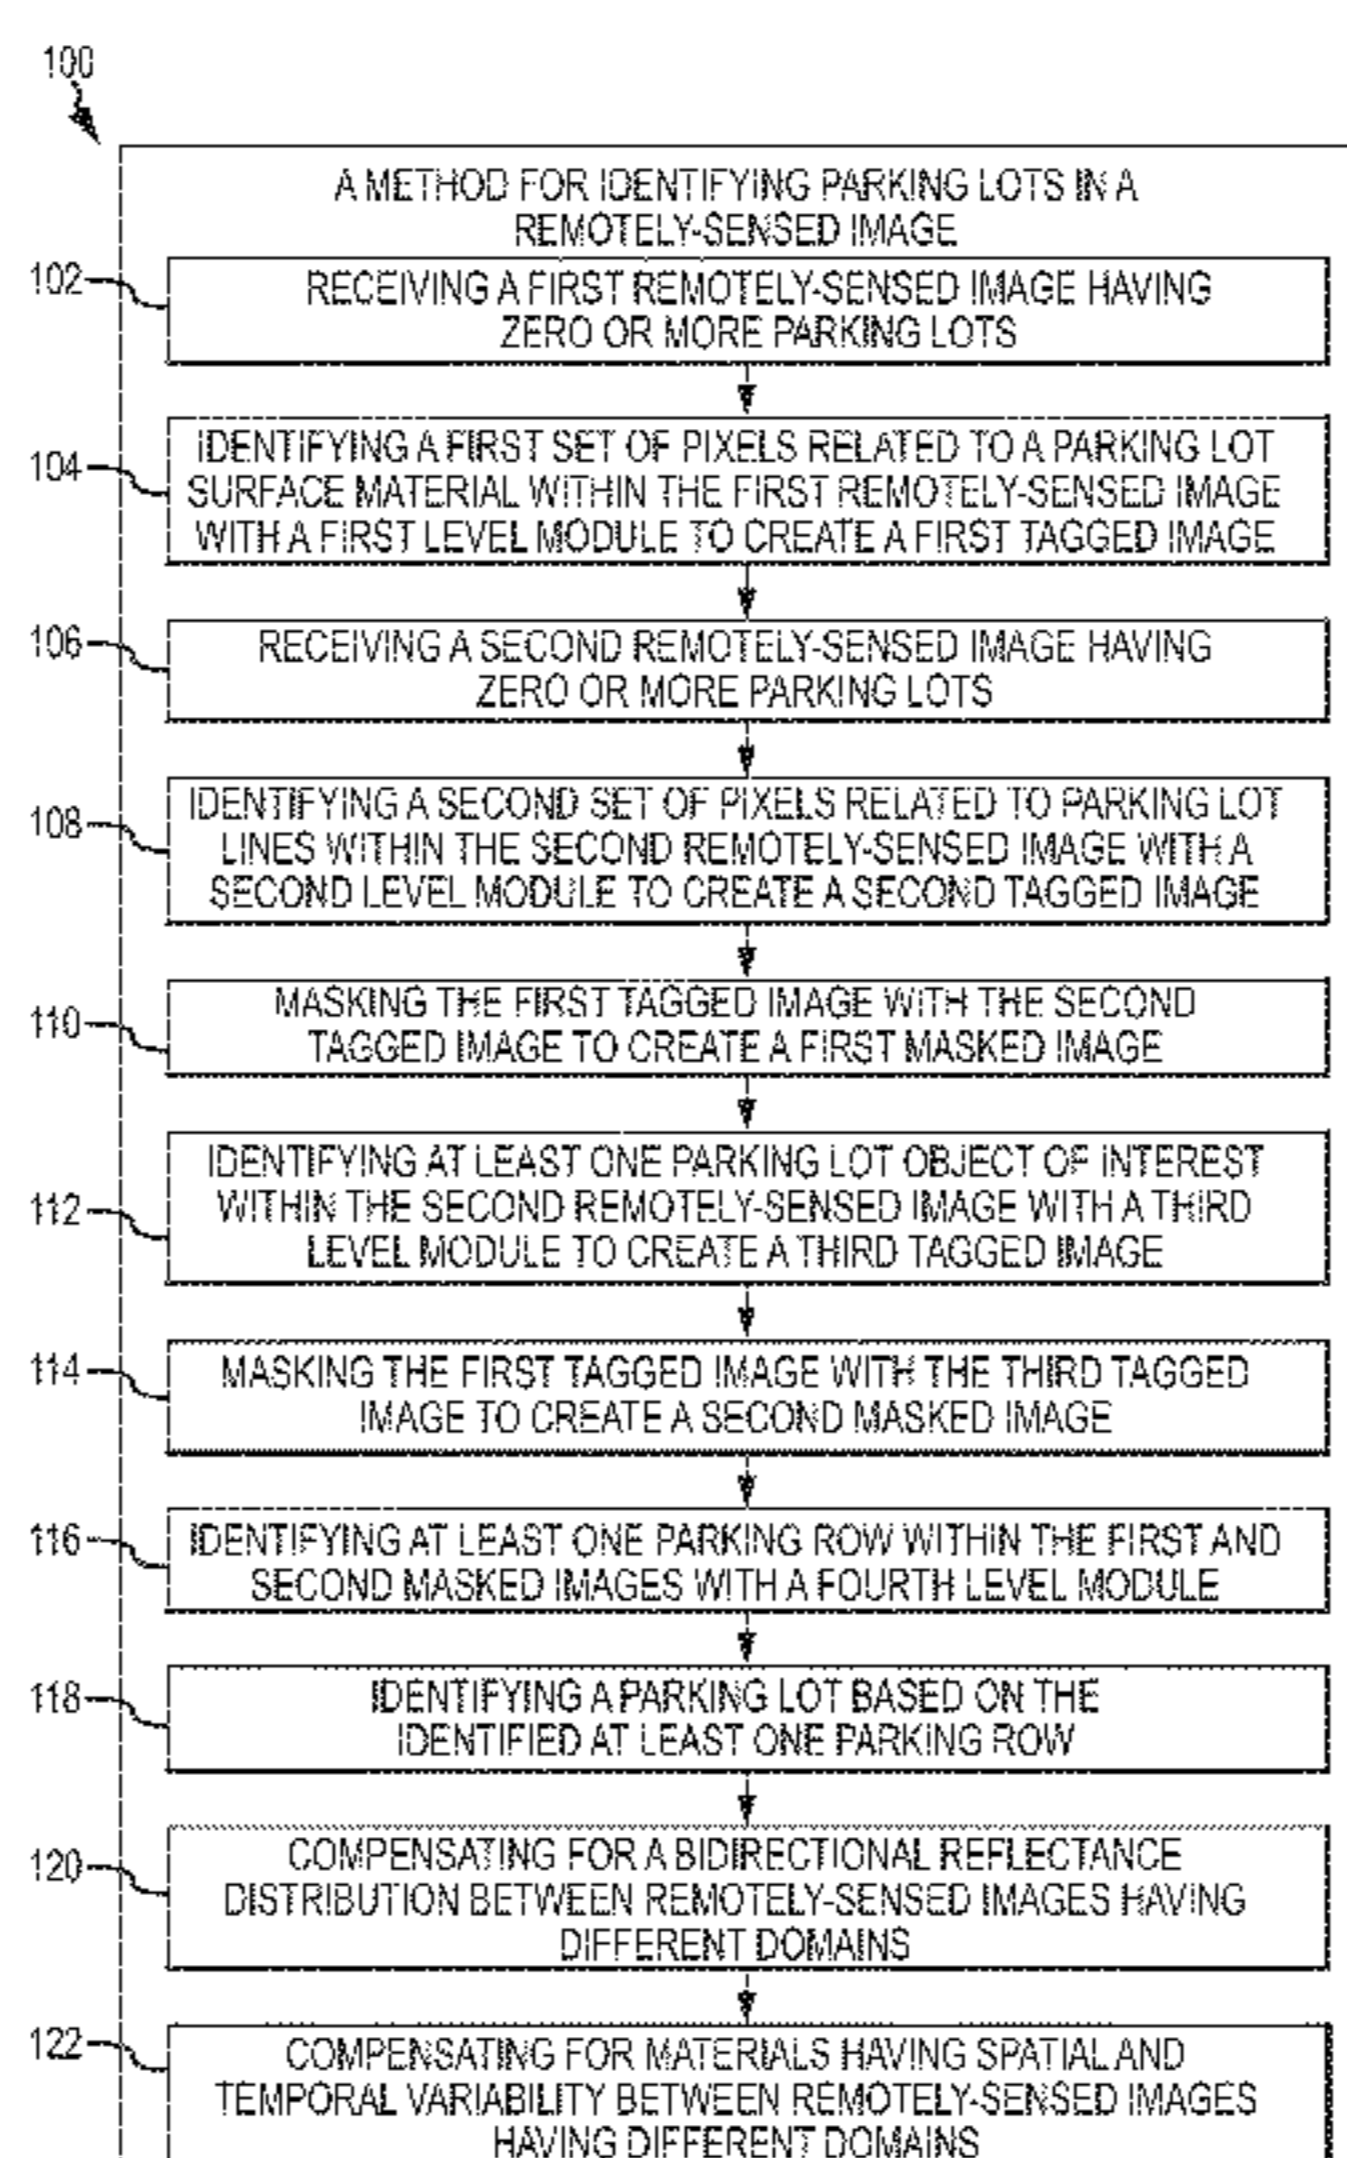 100
A METHOD FOR IDENTIFYING PARKING LOTS IN A
REMOTELY-SENSED IMAGE
102
RECEIVING A FIRST REMOTELY-SENSED IMAGE HAVING
ZERO OR MORE PARKING LOTS
104
IDENTIFYING A FIRST SET OF PIXELS RELATED TO A PARKING LOT
SURFACE MATERIAL WITHIN THE FIRST REMOTELY-SENSED IMAGE
WITH A FIRST LEVEL MODULE TO CREATE A FIRST TAGGED IMAGE
106
RECEIVING A SECOND REMOTELY-SENSED IMAGE HAVING
ZERO OR MORE PARKING LOTS
108
IDENTIFYING A SECOND SET OF PIXELS RELATED TO PARKING LOT
LINES WITHIN THE SECOND REMOTELY-SENSED IMAGE WITH A
SECOND LEVEL MODULE TO CREATE A SECOND TAGGED IMAGE
110
MASKING THE FIRST TAGGED IMAGE WITH THE SECOND
TAGGED IMAGE TO CREATE A FIRST MASKED IMAGE
112
IDENTIFYING AT LEAST ONE PARKING LOT OBJECT OF INTEREST
WITHIN THE SECOND REMOTELY-SENSED IMAGE WITH A THIRD
LEVEL MODULE TO CREATE A THIRD TAGGED IMAGE
114
MASKING THE FIRST TAGGED IMAGE WITH THE THIRD TAGGED
IMAGE TO CREATE A SECOND MASKED IMAGE
116
IDENTIFYING AT LEAST ONE PARKING ROW WITHIN THE FIRST AND
SECOND MASKED IMAGES WITH A FOURTH LEVEL MODULE
118
IDENTIFYING A PARKING LOT BASED ON THE
IDENTIFIED AT LEAST ONE PARKING ROW
120
COMPENSATING FOR A BIDIRECTIONAL REFLECTANCE
DISTRIBUTION BETWEEN REMOTELY-SENSED IMAGES HAVING
DIFFERENT DOMAINS
122
COMPENSATING FOR MATERIALS HAVING SPATIAL AND
TEMPORAL VARIABILITY BETWEEN REMOTELY-SENSED IMAGES
HAVING DIFFERENT DOMAINS